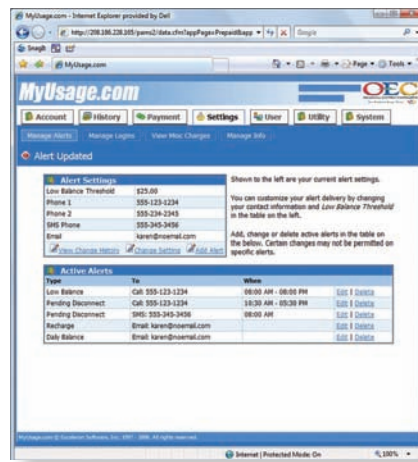 MyUsage.com - Internet Explorer provided by Dell
Google
Snagit
MyUsage.com
Page
Tools
MyUsage.com
OEC
Account
History
Payment
Settings
User
Utility
System
Manage Alerts
Manage Logins
View Misc Charges
Manage Info
Alert Updated
Alert Settings
Low Balance Threshold $25.00
Phone 1 555-123-1234
Phone 2 555-234-2345
SMS Phone 555-345-3456
Email karen@noemail.com
View Change History Change Setting Add Alert
Shown to the left are your current alert settings.
You can customize your alert delivery by changing
your contact information and Low Balance Threshold
in the table on the left.
Add, change or delete active alerts in the table on
the below. Certain changes may not be permitted on
specific alerts.
Active Alerts
Type To When
Low Balance Call: 555-123-1234 08:00 AM - 08:00 PM Edit | Delete
Pending Disconnect Call: 555-123-1234 10:30 AM - 05:30 PM Edit | Delete
Pending Disconnect SMS: 555-345-3456 08:00 AM Edit | Delete
Recharge Email: karen@noemail.com Edit | Delete
Daily Balance Email: karen@noemail.com Edit | Delete
Internet | Protected Mode: On
100%